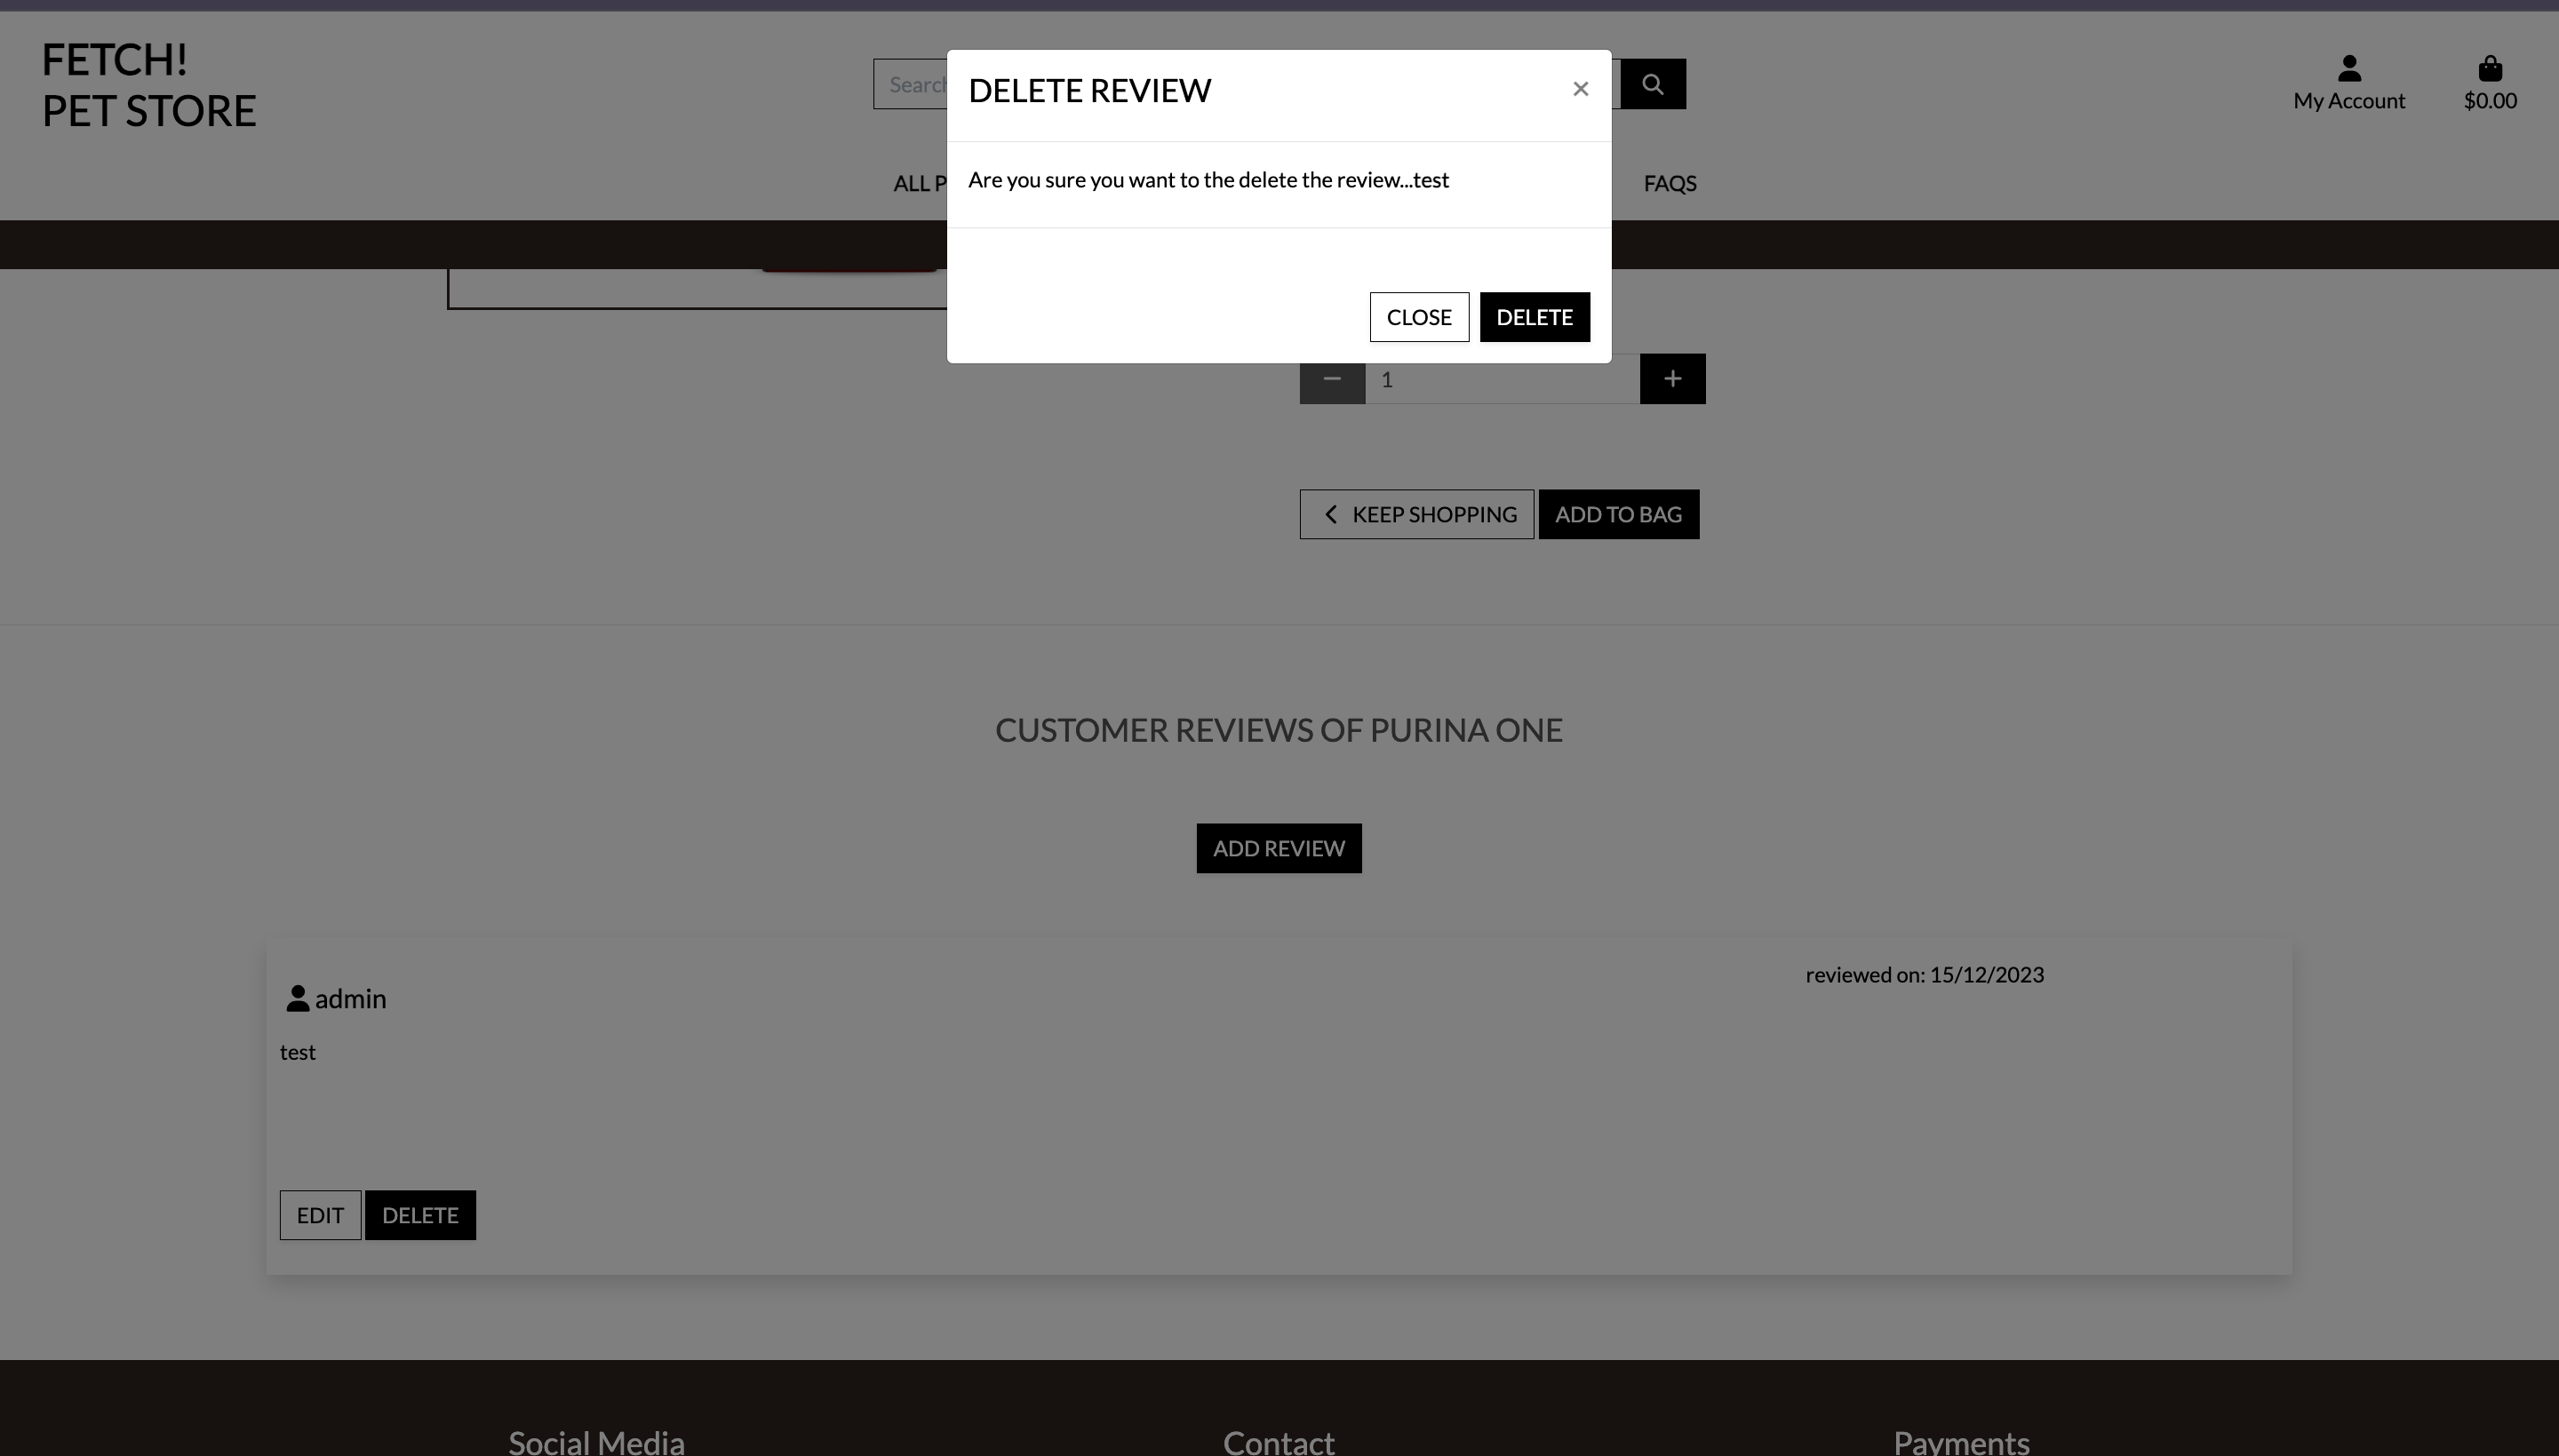 FETCH!
PET STORE
Search
My Account
$0.00
ALL P
FAQS
DELETE REVIEW
×
Are you sure you want to the delete the review...test
CLOSE
DELETE
1
KEEP SHOPPING
ADD TO BAG
CUSTOMER REVIEWS OF PURINA ONE
ADD REVIEW
reviewed on: 15/12/2023
admin
test
EDIT
DELETE
Social Media
Contact
Payments